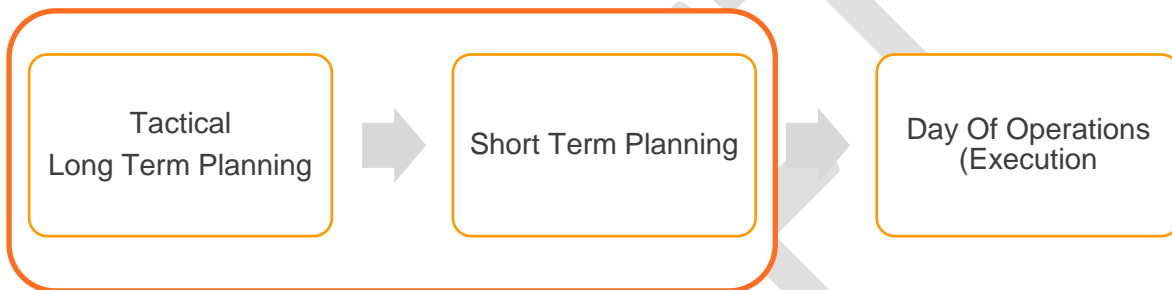 Tactical
Long Term Planning
Short Term Planning
Day Of Operations
(Execution